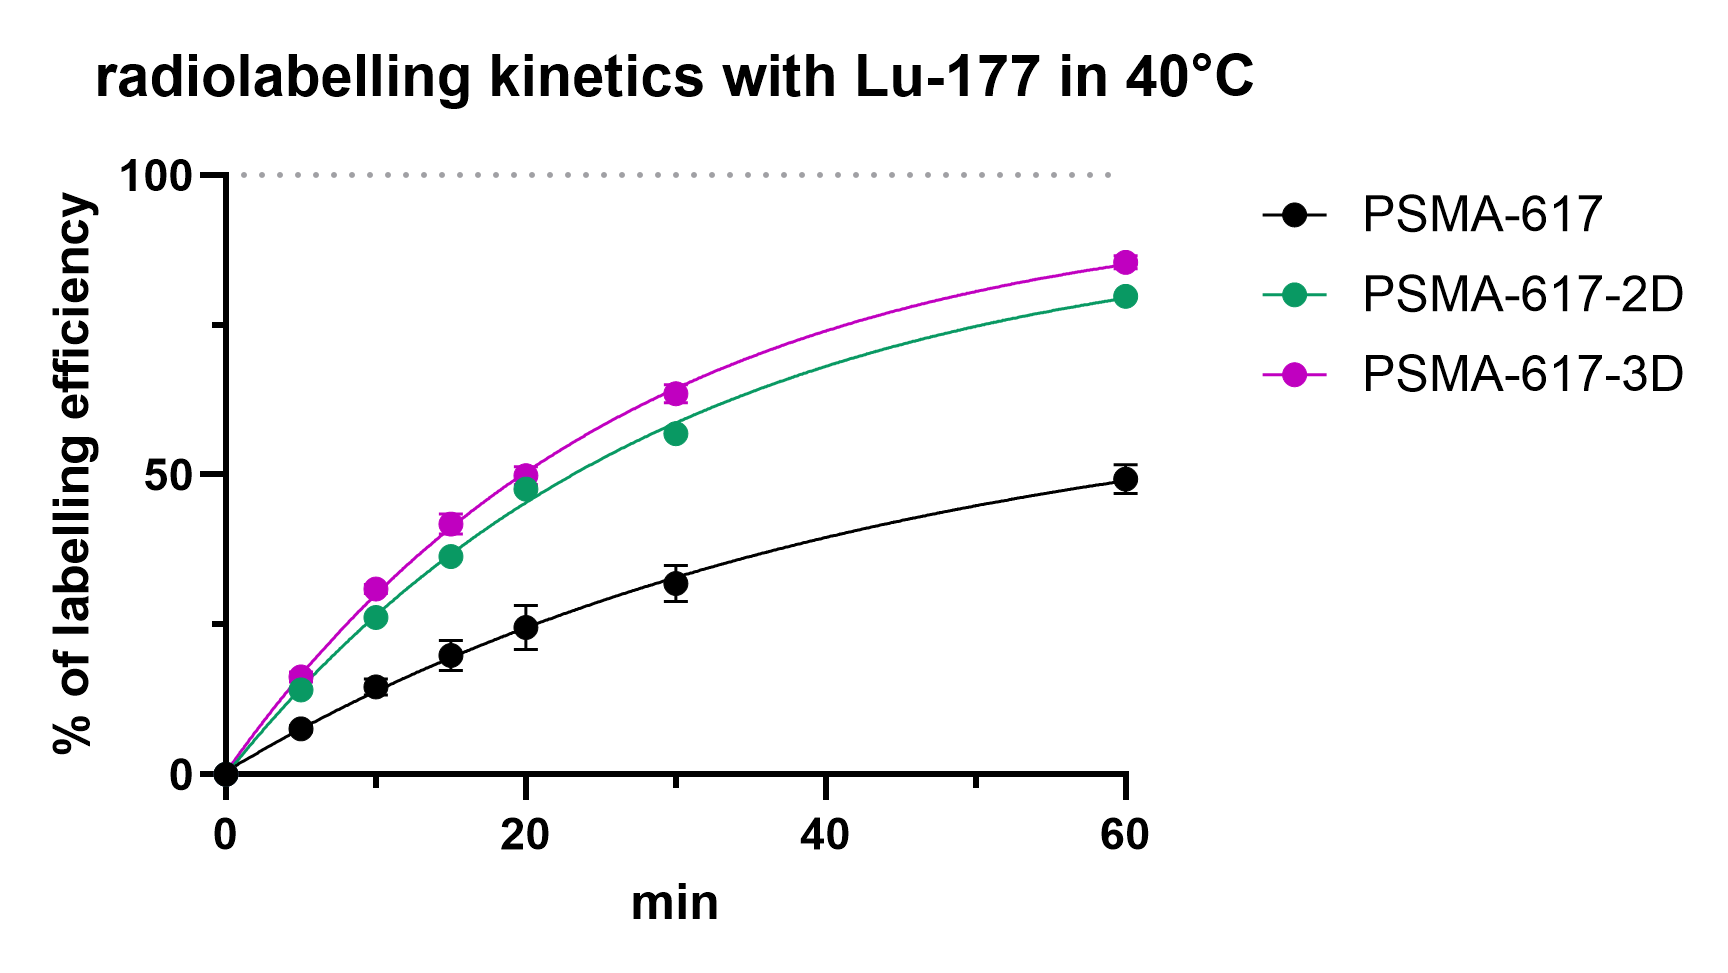 radiolabelling kinetics with Lu-177 in 40°C
% of labelling efficiency
100
50
0
0 20 40 60
min
PSMA-617
PSMA-617-2D
PSMA-617-3D